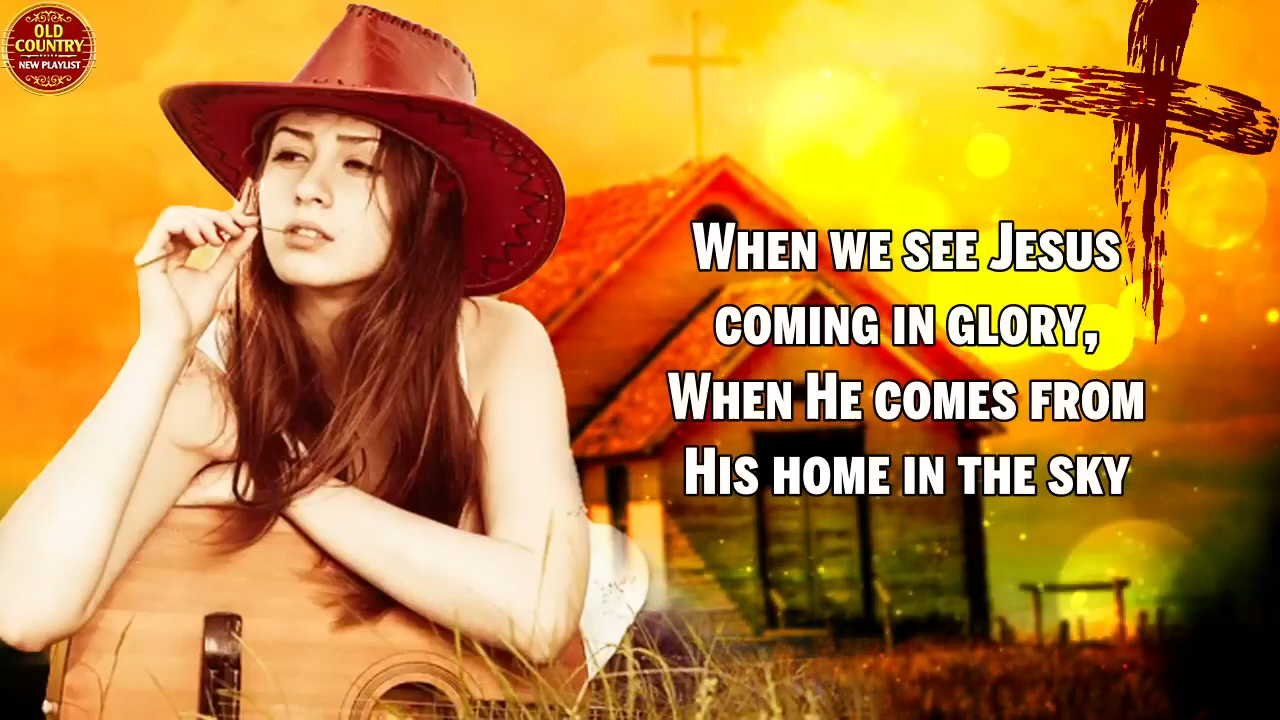 OLD
COUNTRY
NEW PLAYLIST
WHEN WE SEE JESUS
COMING IN GLORY,
WHEN HE COMES FROM
HIS HOME IN THE SKY